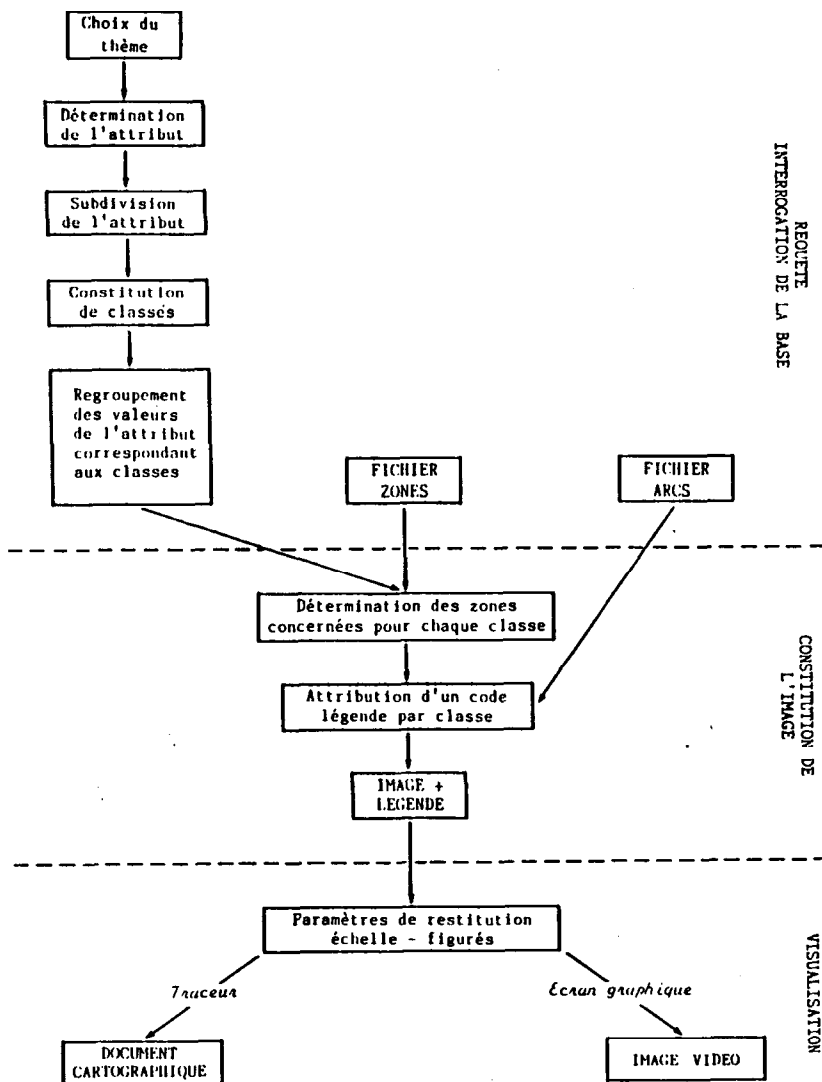 Choix du
thème
Détermination
de l'attribut
Subdivision
de l'attribut
Constitution
de classes
Regroupement
des valeurs
de l'attribut
correspondant
aux classes
FICHIER
ZONES
FICHIER
ARCS
REQUETE
INTERROGATION DE LA BASE
Détermination des zones
concernées pour chaque classe
Attribution d'un code
légende par classe
IMAGE +
LEGENDE
CONSTITUTION DE
L'IMAGE
Paramètres de restitution
échelle - figurés
Traceur
Ecran graphique
DOCUMENT
CARTOGRAPHIQUE
IMAGE VIDEO
VISUALISATION